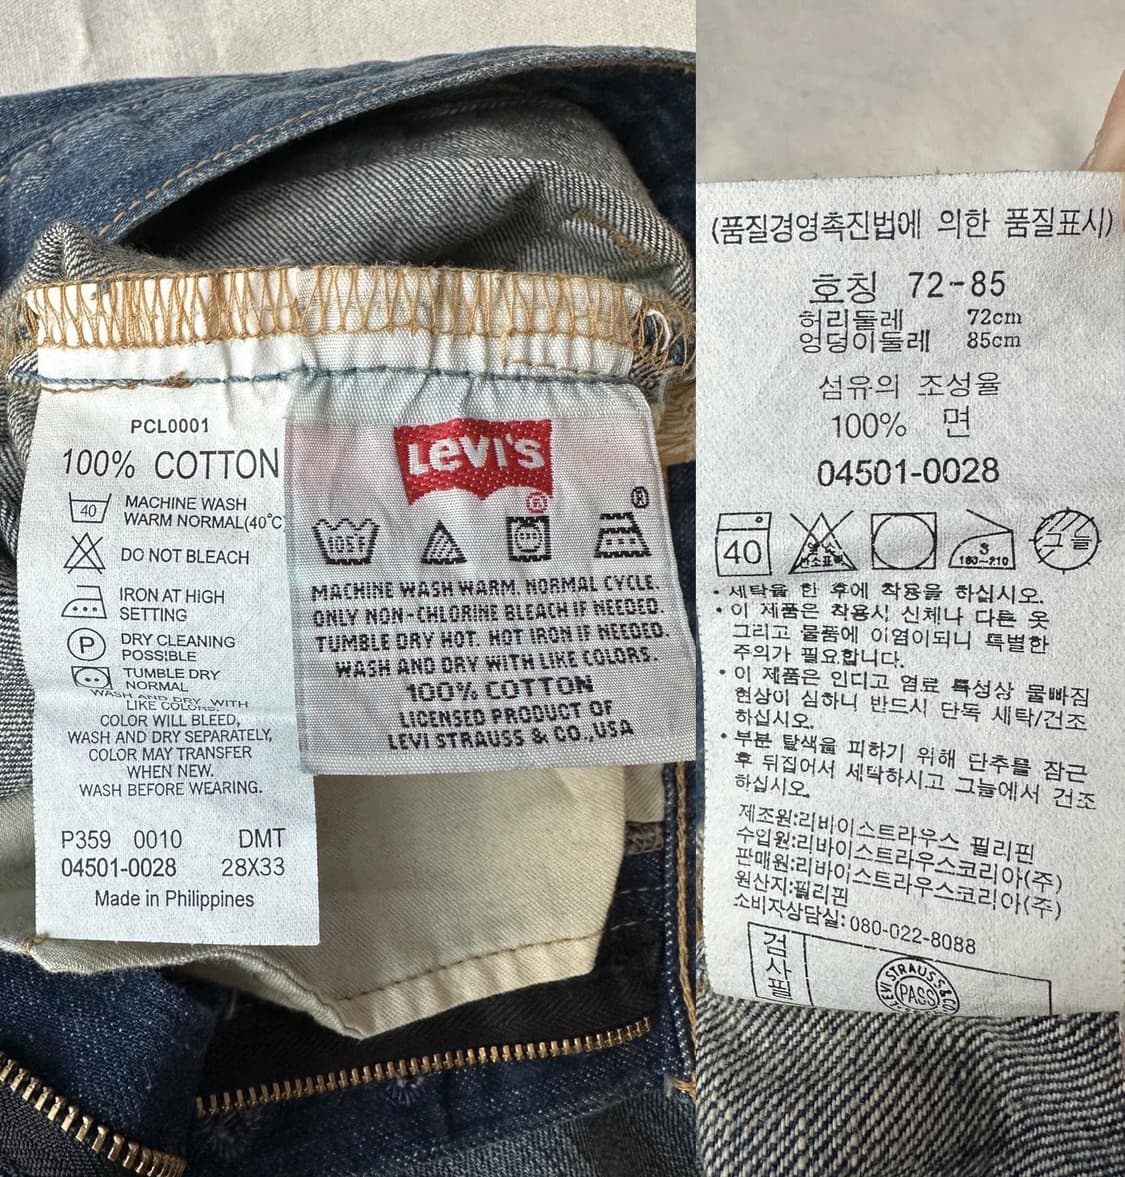 PCL0001
100% COTTON
40
MACHINE WASH
WARM NORMAL(40°C
DO NOT BLEACH
IRON AT HIGH
SETTING
P
DRY CLEANING
POSSIBLE
TUMBLE DRY
NORMAL
WASH AND DRY WITH
LIKE COLORS.
COLOR WILL BLEED,
WASH AND DRY SEPARATELY,
COLOR MAY TRANSFER
WHEN NEW.
WASH BEFORE WEARING.
P359 0010 DMT
04501-0028 28X33
Made in Philippines
LEVI'S
®
®
105F
MACHINE WASH WARM. NORMAL CYCLE.
ONLY NON-CHLORINE BLEACH IF NEEDED.
TUMBLE DRY HOT. HOT IRON IF NEEDED.
WASH AND DRY WITH LIKE COLORS.
100% COTTON
LICENSED PRODUCT OF
LEVI STRAUSS & CO.,USA
(품질경영촉진법에 의한 품질표시)
호칭 72-85
허리둘레 72cm
엉덩이둘레 85cm
섬유의 조성율
100% 면
04501-0028
40
3
180~210
그늘
• 세탁을 한 후에 착용을 하십시오.
• 이 제품은 착용시 신체나 다른 옷
그리고 물품에 이염이되니 특별한
주의가 필요합니다.
• 이 제품은 인디고 염료 특성상 물빠짐
현상이 심하니 반드시 단독 세탁/건조
하십시오.
• 부분 탈색을 피하기 위해 단추를 잠근
후 뒤집어서 세탁하시고 그늘에서 건조
하십시오.
제조원:리바이스트라우스 필리핀
수입원:리바이스트라우스코리아(주)
판매원:리바이스트라우스코리아(주)
원산지:필리핀
소비자상담실: 080-022-8088
검사필
LEVI STRAUSS & CO
PASS